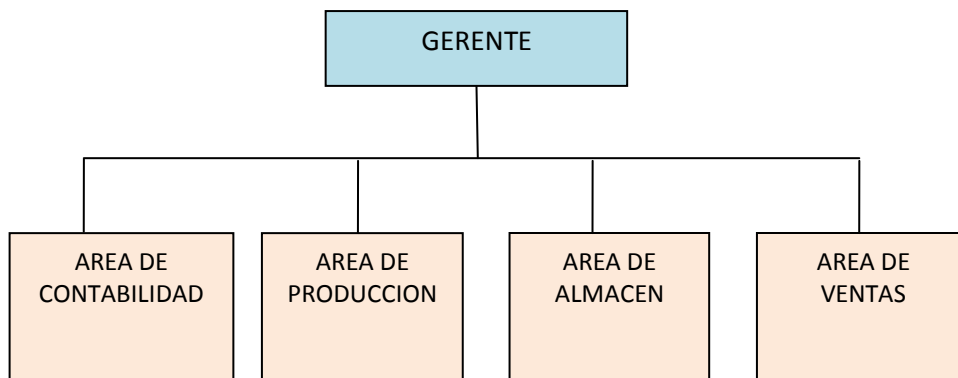 GERENTE
AREA DE
CONTABILIDAD
AREA DE
PRODUCCION
AREA DE
ALMACEN
AREA DE
VENTAS